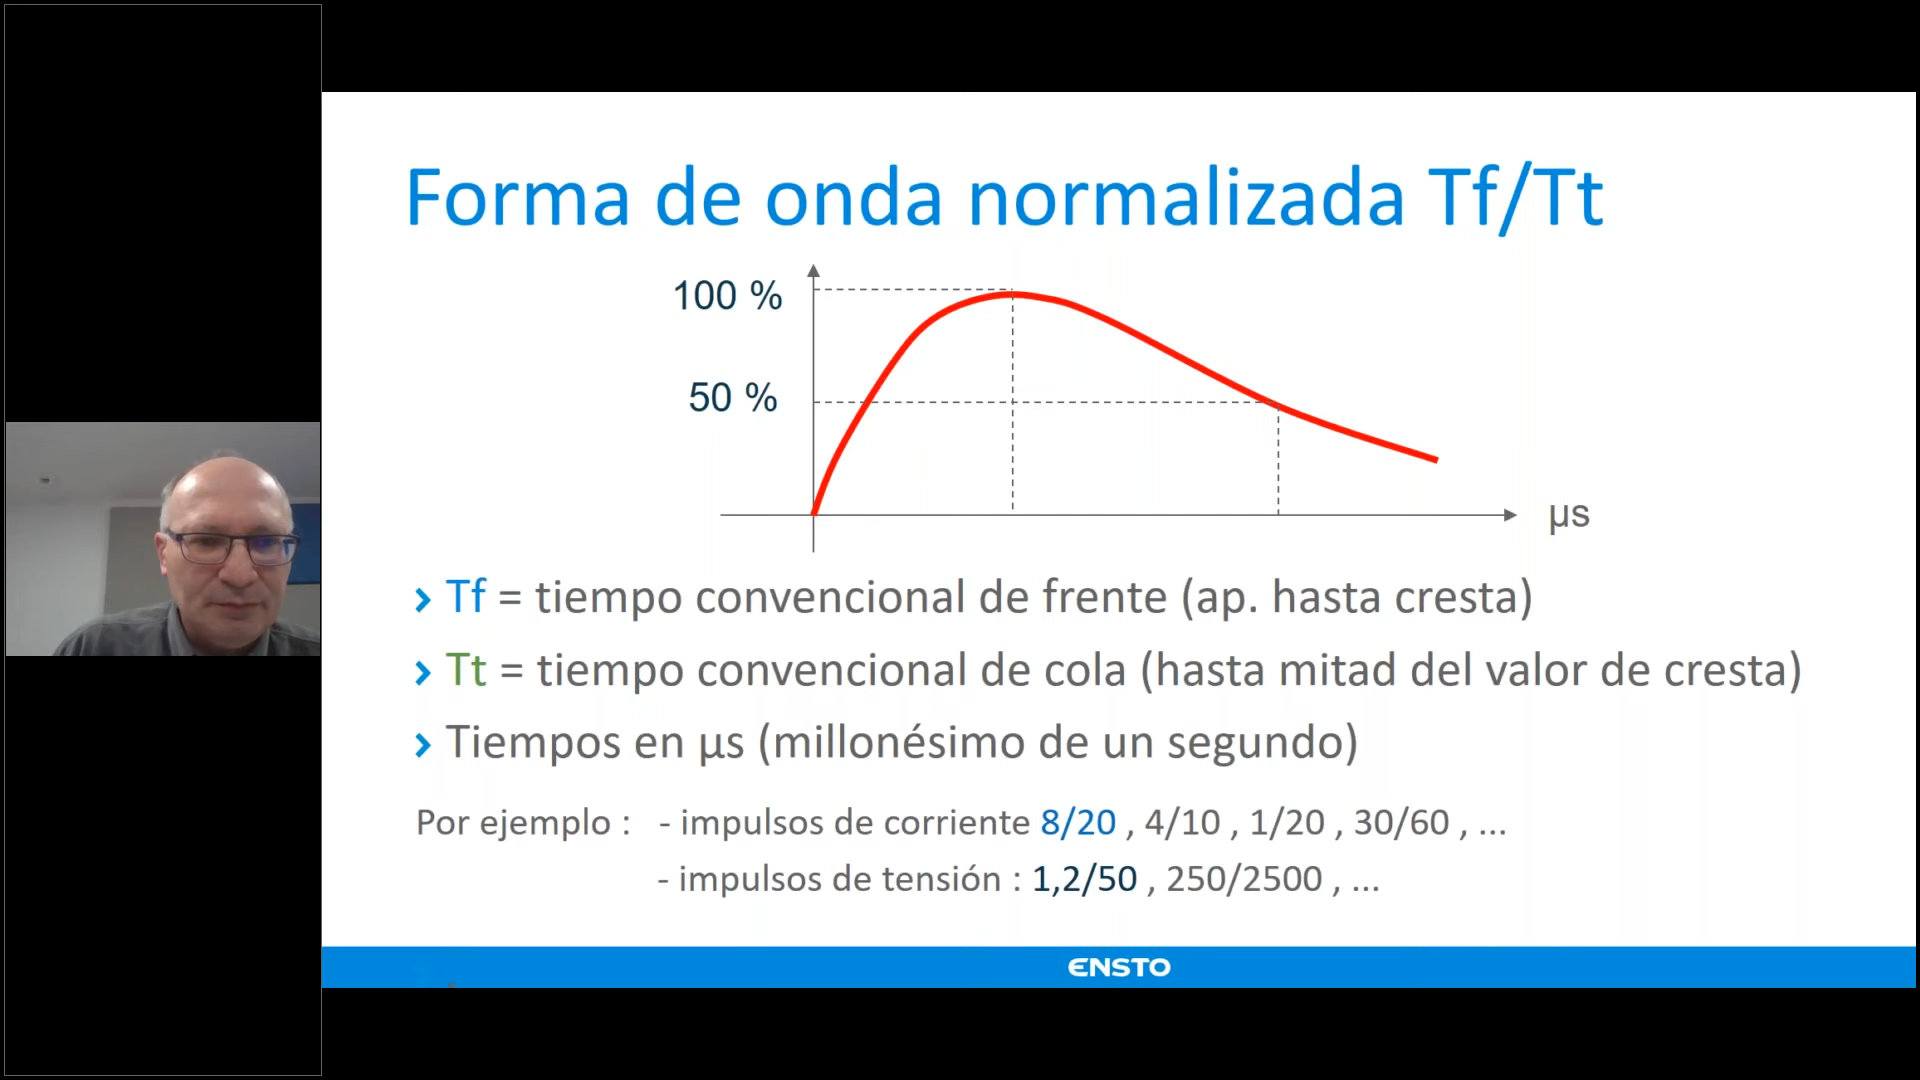 Forma de onda normalizada Tf/Tt
100 %
50 %
µs
Tf = tiempo convencional de frente (ap. hasta cresta)
Tt = tiempo convencional de cola (hasta mitad del valor de cresta)
Tiempos en µs (millonésimo de un segundo)
Por ejemplo : - impulsos de corriente 8/20 , 4/10 , 1/20 , 30/60 , ...
- impulsos de tensión : 1,2/50 , 250/2500 , ...
ENSTO